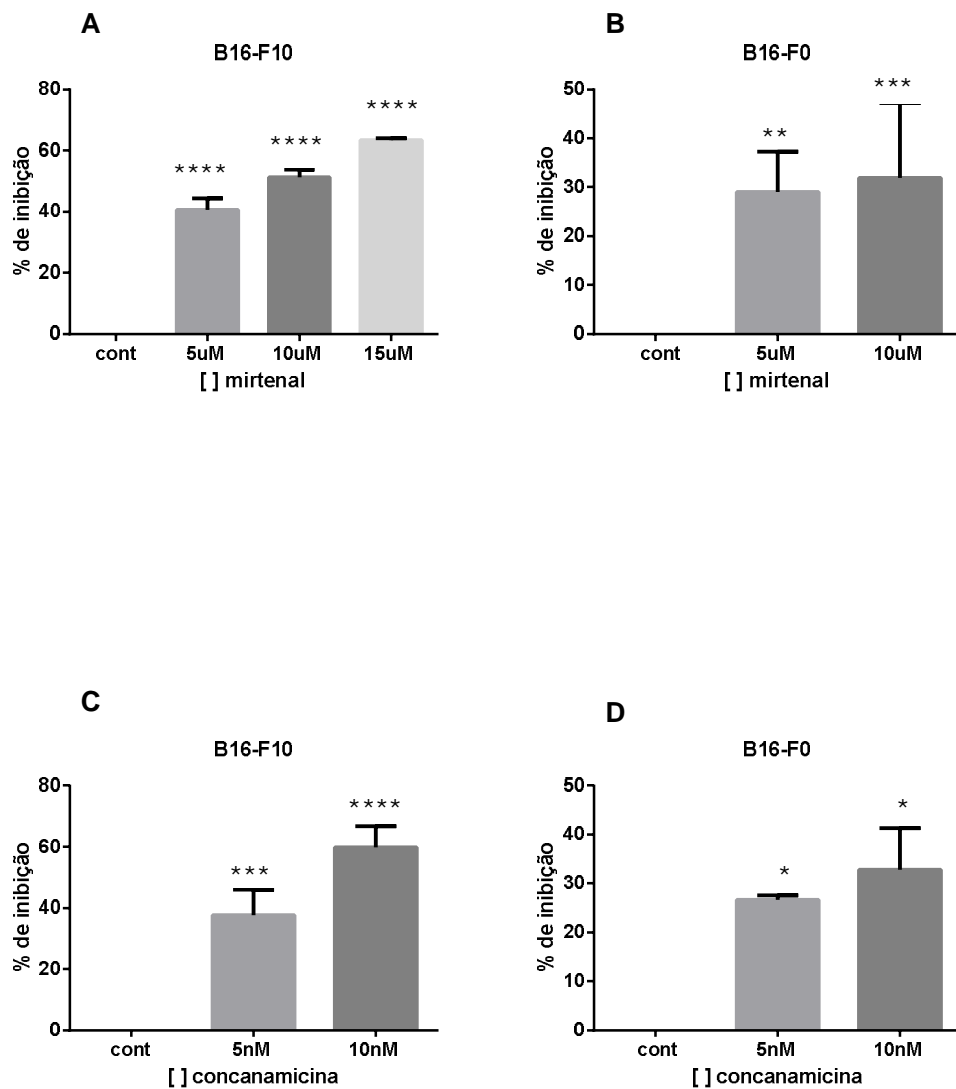 A
B16-F10
% de inibição
80
60
40
20
0
****
****
****
cont 5uM 10uM 15uM
[ ] mirtenal
B
B16-F0
% de inibição
50
40
30
20
10
0
**
***
cont 5uM 10uM
[ ] mirtenal
C
B16-F10
% de inibição
80
60
40
20
0
***
****
cont 5nM 10nM
[ ] concanamicina
D
B16-F0
% de inibição
50
40
30
20
10
0
*
*
cont 5nM 10nM
[ ] concanamicina